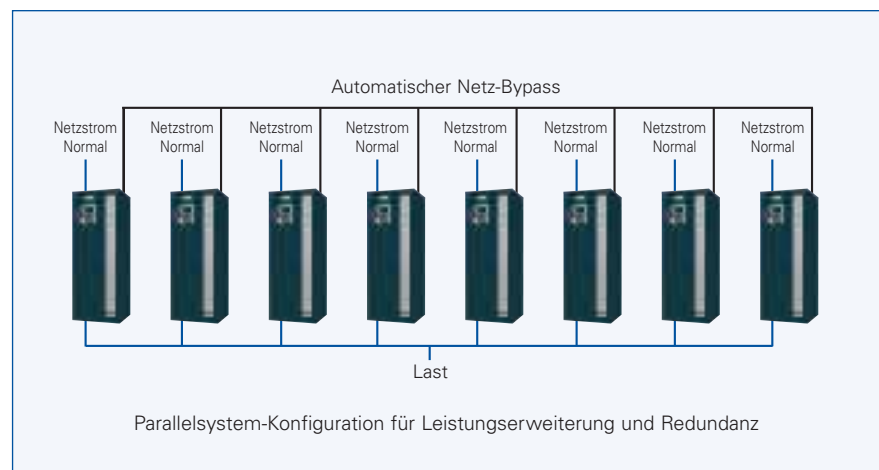 Automatischer Netz-Bypass
Netzstrom Netzstrom Netzstrom Netzstrom Netzstrom Netzstrom Netzstrom Netzstrom
Normal Normal Normal Normal Normal Normal Normal Normal
Last
Parallelsystem-Konfiguration für Leistungserweiterung und Redundanz